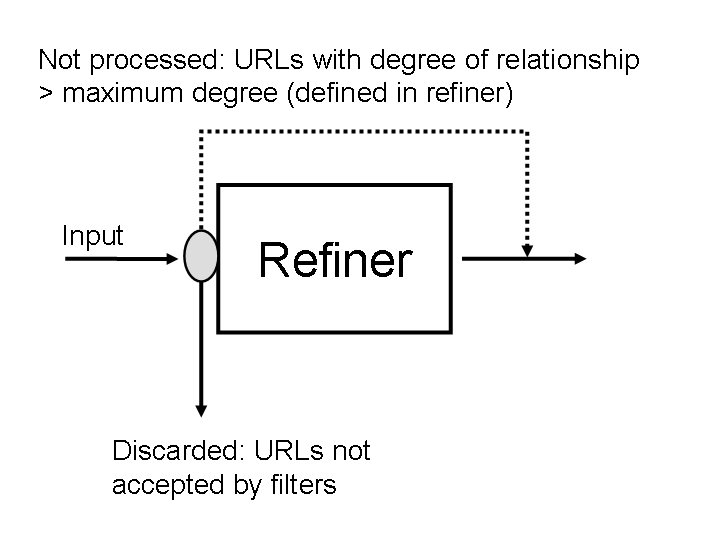 Not processed: URLs with degree of relationship
> maximum degree (defined in refiner)
Input
Refiner
Discarded: URLs not
accepted by filters